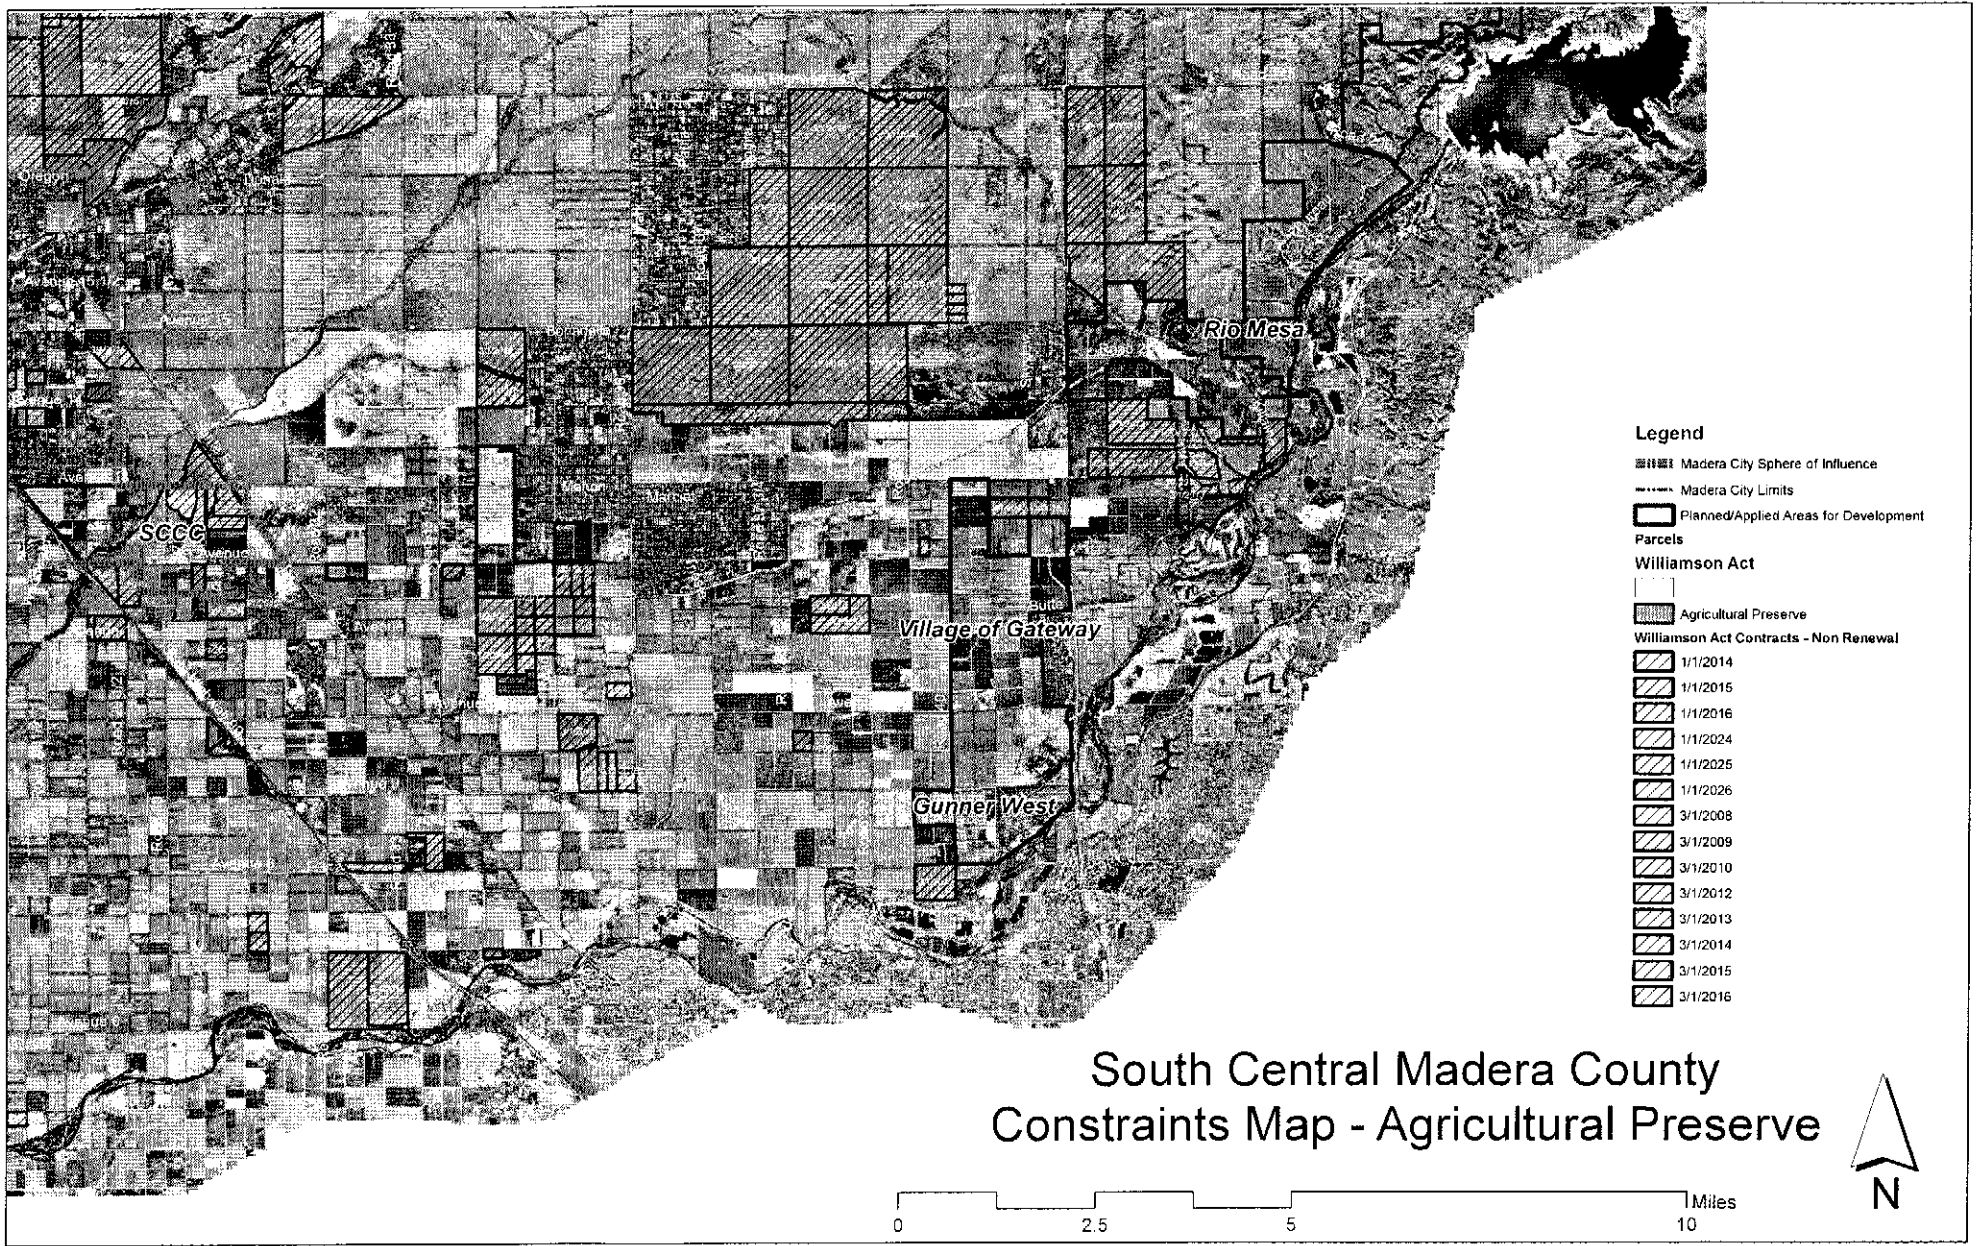 Rio Mesa
SCCC
Village of Gateway
Gunner West
Legend
Madera City Sphere of Influence
Madera City Limits
Planned/Applied Areas for Development
Parcels
Williamson Act
Agricultural Preserve
Williamson Act Contracts - Non Renewal
1/1/2014
1/1/2015
1/1/2016
1/1/2024
1/1/2025
1/1/2026
3/1/2008
3/1/2009
3/1/2010
3/1/2012
3/1/2013
3/1/2014
3/1/2015
3/1/2016
South Central Madera County
Constraints Map - Agricultural Preserve
N
Miles
0 2.5 5 10